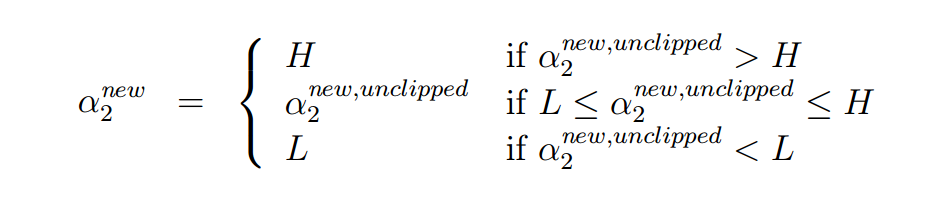 H if α₂^{new,unclipped} > H
α₂^{new} = { α₂^{new,unclipped} if L ≤ α₂^{new,unclipped} ≤ H
L if α₂^{new,unclipped} < L